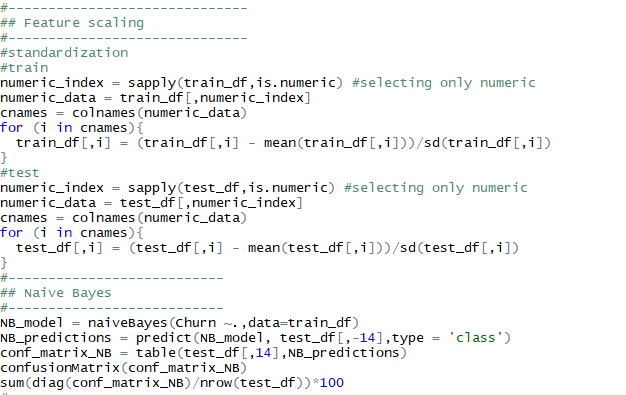 #------------------------------
## Feature scaling
#------------------------------
#standardization
#train
numeric_index = sapply(train_df,is.numeric) #selecting only numeric
numeric_data = train_df[,numeric_index]
cnames = colnames(numeric_data)
for (i in cnames){
  train_df[,i] = (train_df[,i] - mean(train_df[,i]))/sd(train_df[,i])
}
#test
numeric_index = sapply(test_df,is.numeric) #selecting only numeric
numeric_data = test_df[,numeric_index]
cnames = colnames(numeric_data)
for (i in cnames){
  test_df[,i] = (test_df[,i] - mean(test_df[,i]))/sd(test_df[,i])
}
#---------------------------
## Naive Bayes
#---------------------------
NB_model = naiveBayes(Churn ~.,data=train_df)
NB_predictions = predict(NB_model, test_df[,-14],type = 'class')
conf_matrix_NB = table(test_df[,14],NB_predictions)
confusionMatrix(conf_matrix_NB)
sum(diag(conf_matrix_NB)/nrow(test_df))*100